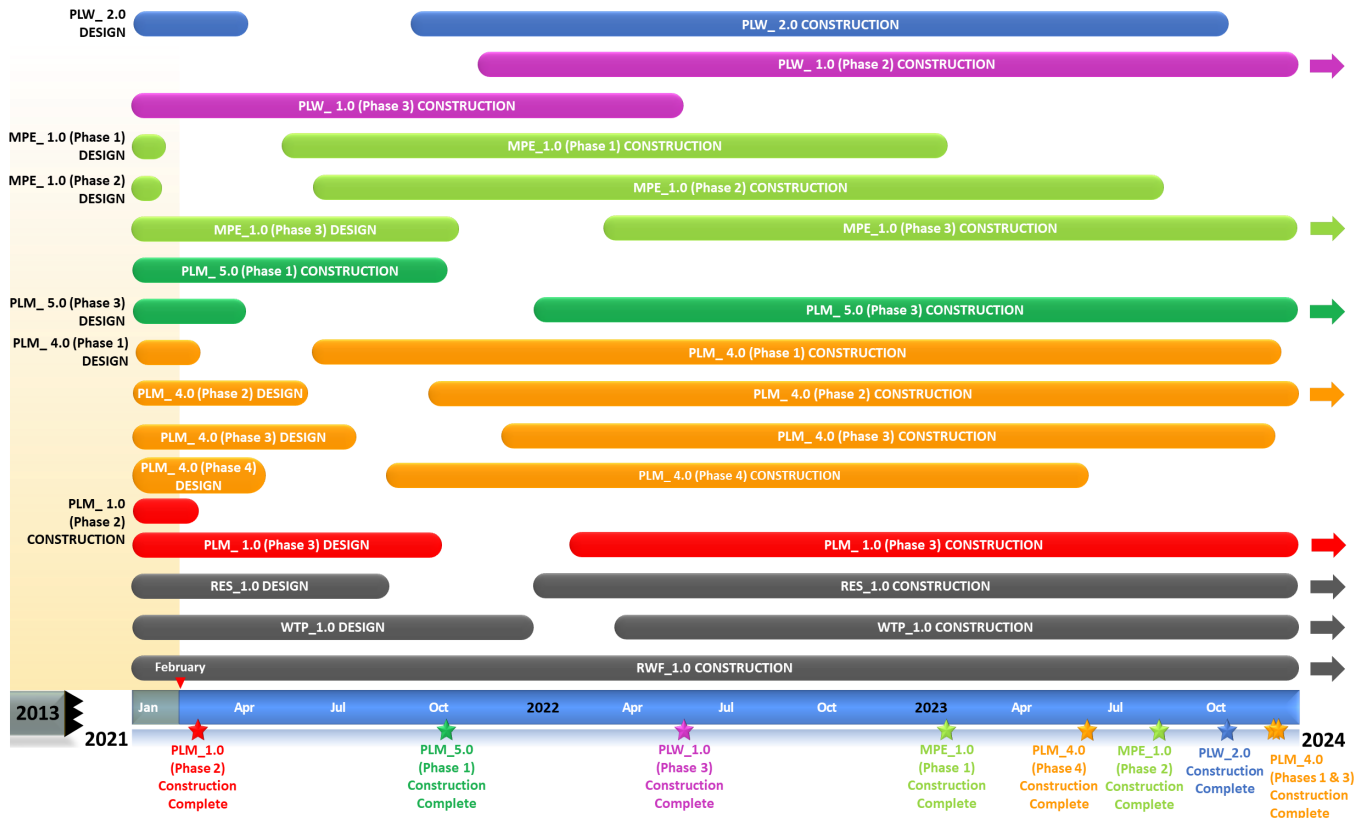 PLW_ 2.0
DESIGN
PLW_ 2.0 CONSTRUCTION
PLW_ 1.0 (Phase 2) CONSTRUCTION
PLW_ 1.0 (Phase 3) CONSTRUCTION
MPE_ 1.0 (Phase 1)
DESIGN
MPE_1.0 (Phase 1) CONSTRUCTION
MPE_ 1.0 (Phase 2)
DESIGN
MPE_1.0 (Phase 2) CONSTRUCTION
MPE_1.0 (Phase 3) DESIGN
MPE_1.0 (Phase 3) CONSTRUCTION
PLM_ 5.0 (Phase 1) CONSTRUCTION
PLM_ 5.0 (Phase 3)
DESIGN
PLM_ 5.0 (Phase 3) CONSTRUCTION
PLM_ 4.0 (Phase 1)
DESIGN
PLM_ 4.0 (Phase 1) CONSTRUCTION
PLM_ 4.0 (Phase 2) DESIGN
PLM_ 4.0 (Phase 2) CONSTRUCTION
PLM_ 4.0 (Phase 3) DESIGN
PLM_ 4.0 (Phase 3) CONSTRUCTION
PLM_ 4.0 (Phase 4)
DESIGN
PLM_ 4.0 (Phase 4) CONSTRUCTION
PLM_ 1.0
(Phase 2)
CONSTRUCTION
PLM_ 1.0 (Phase 3) DESIGN
PLM_ 1.0 (Phase 3) CONSTRUCTION
RES_1.0 DESIGN
RES_1.0 CONSTRUCTION
WTP_1.0 DESIGN
WTP_1.0 CONSTRUCTION
February
RWF_1.0 CONSTRUCTION
2013
Jan Apr Jul Oct 2022 Apr Jul Oct 2023 Apr Jul Oct
2021
2024
PLM_1.0
(Phase 2)
Construction
Complete
PLM_5.0
(Phase 1)
Construction
Complete
PLW_1.0
(Phase 3)
Construction
Complete
MPE_1.0
(Phase 1)
Construction
Complete
PLM_4.0
(Phase 4)
Construction
Complete
MPE_1.0
(Phase 2)
Construction
Complete
PLW_2.0
Construction
Complete
PLM_4.0
(Phases 1 & 3)
Construction
Complete